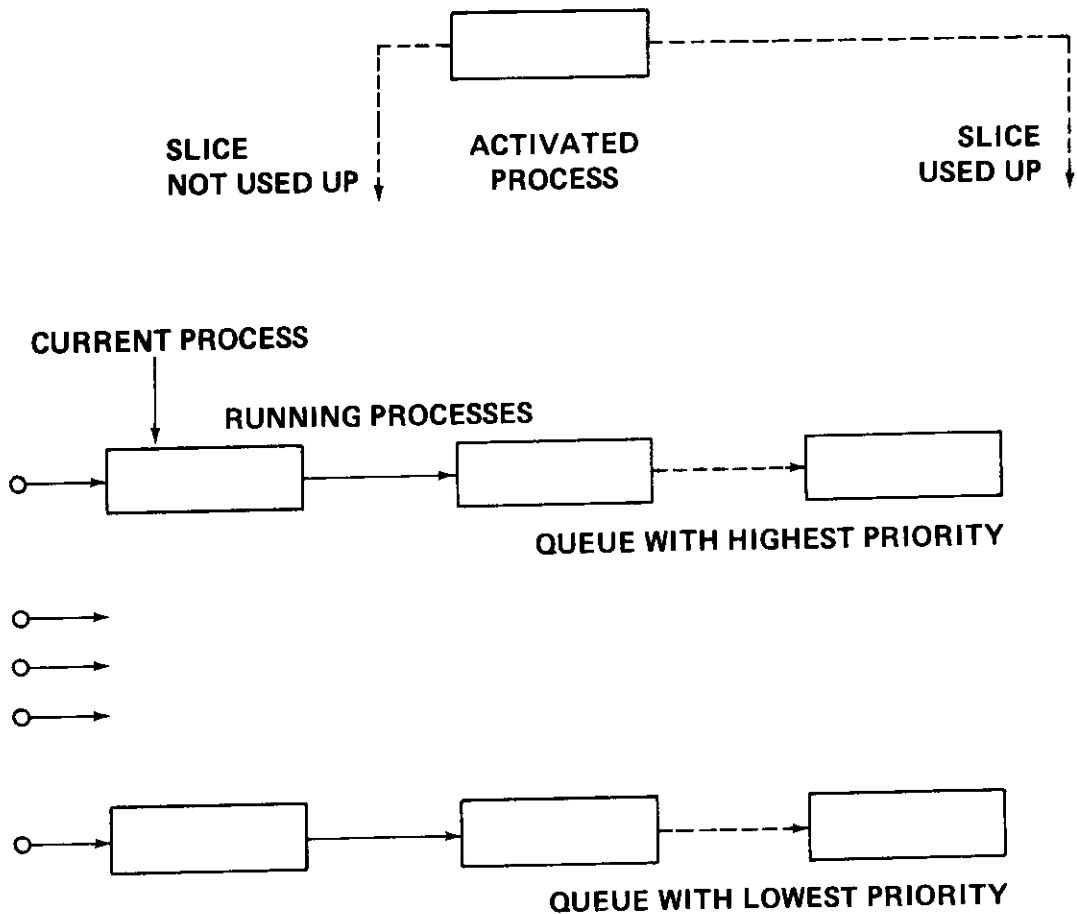 ACTIVATED
PROCESS
SLICE
NOT USED UP
SLICE
USED UP
CURRENT PROCESS
RUNNING PROCESSES
QUEUE WITH HIGHEST PRIORITY
QUEUE WITH LOWEST PRIORITY